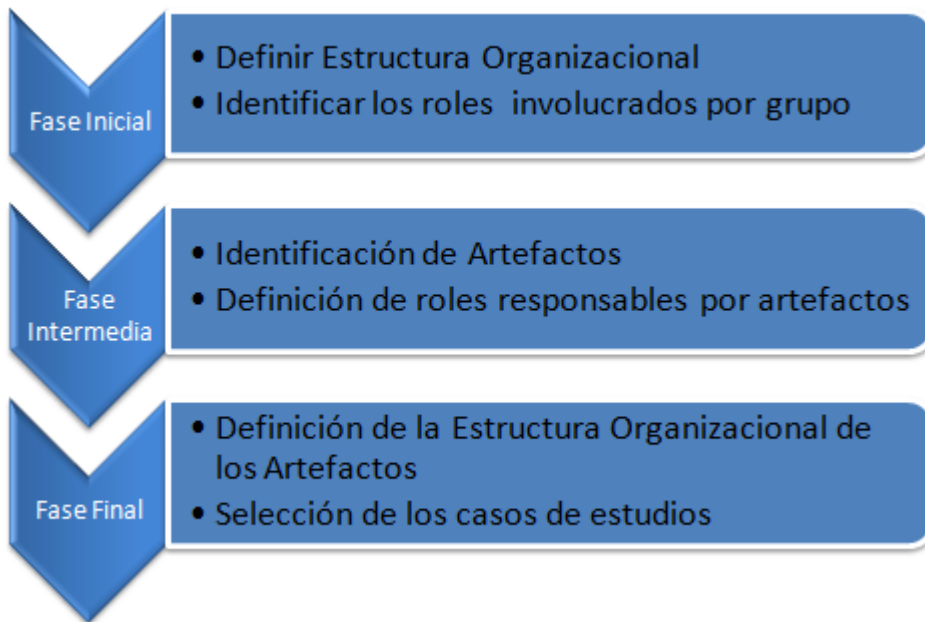 Fase Inicial
• Definir Estructura Organizacional
• Identificar los roles involucrados por grupo
Fase
Intermedia
• Identificación de Artefactos
• Definición de roles responsables por artefactos
Fase Final
• Definición de la Estructura Organizacional de
los Artefactos
• Selección de los casos de estudios